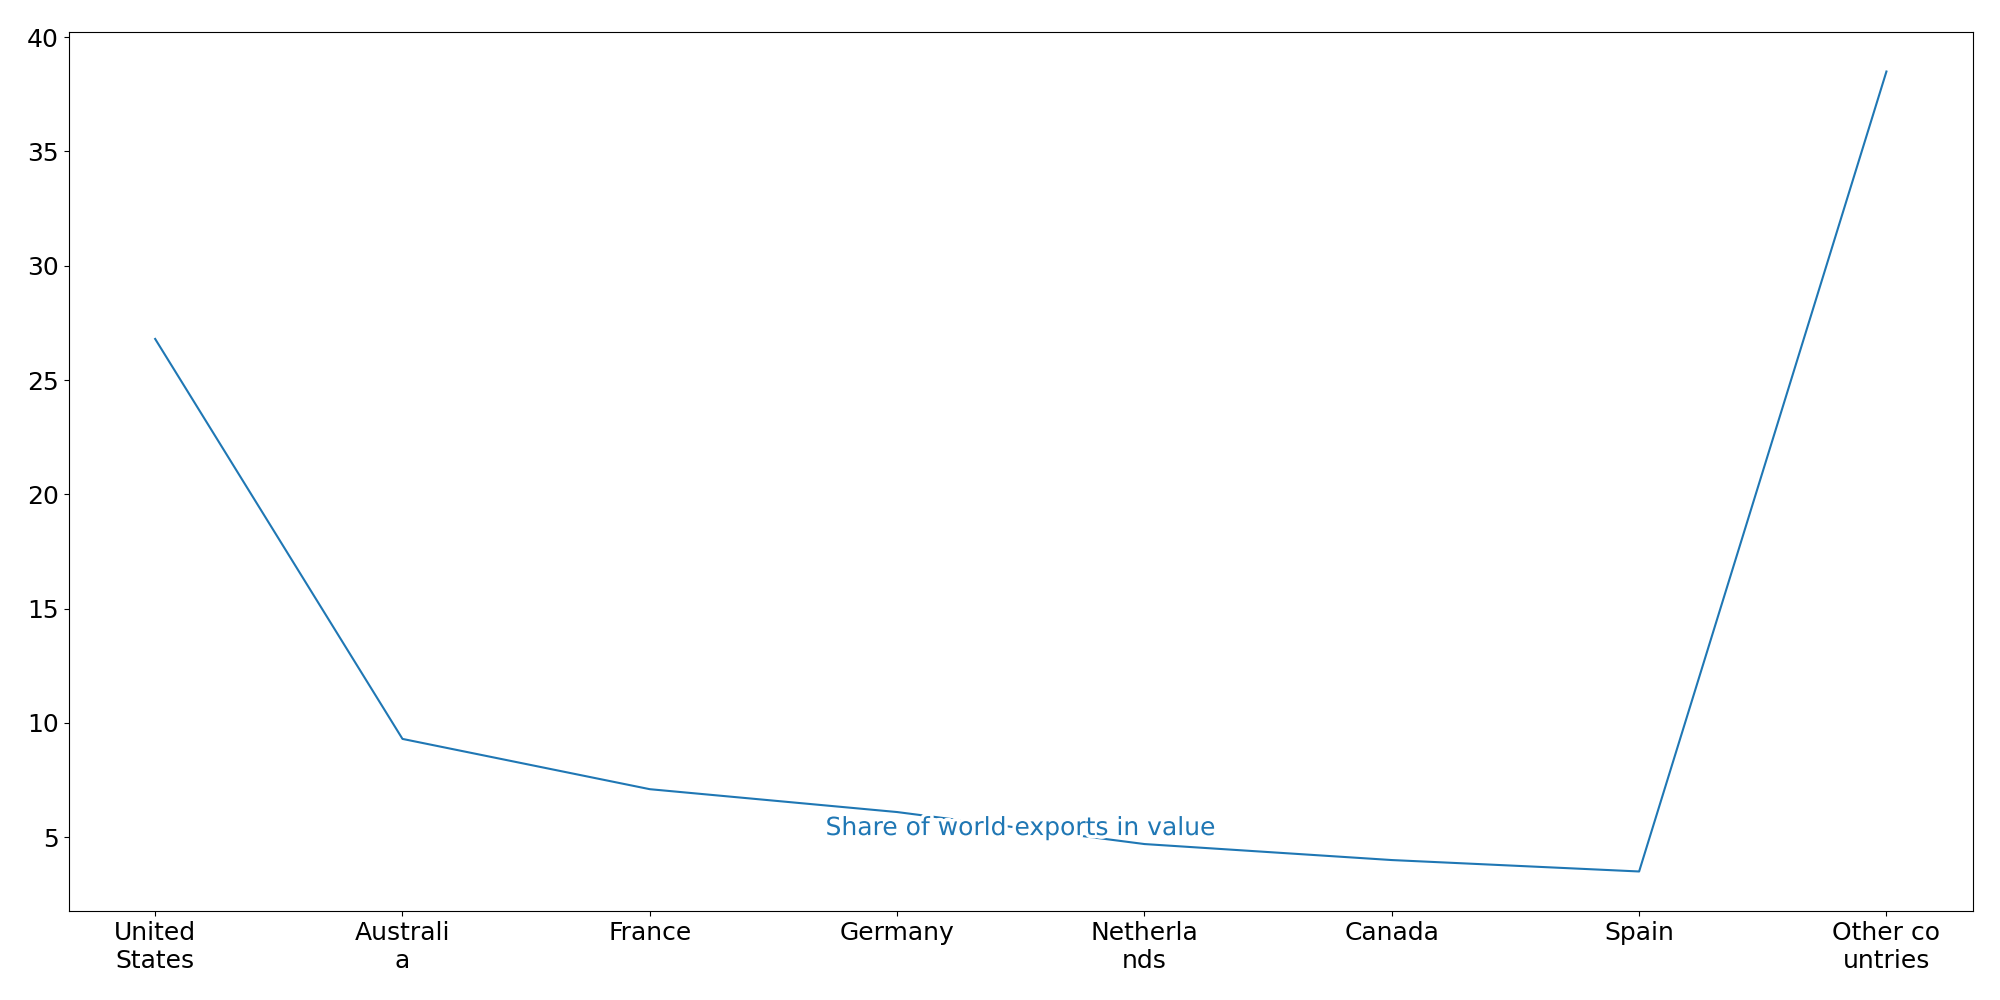 40
35
30
25
20
15
10
5
Share of world-exports in value
United
States
Australi
a
France
Germany
Netherla
nds
Canada
Spain
Other co
untries